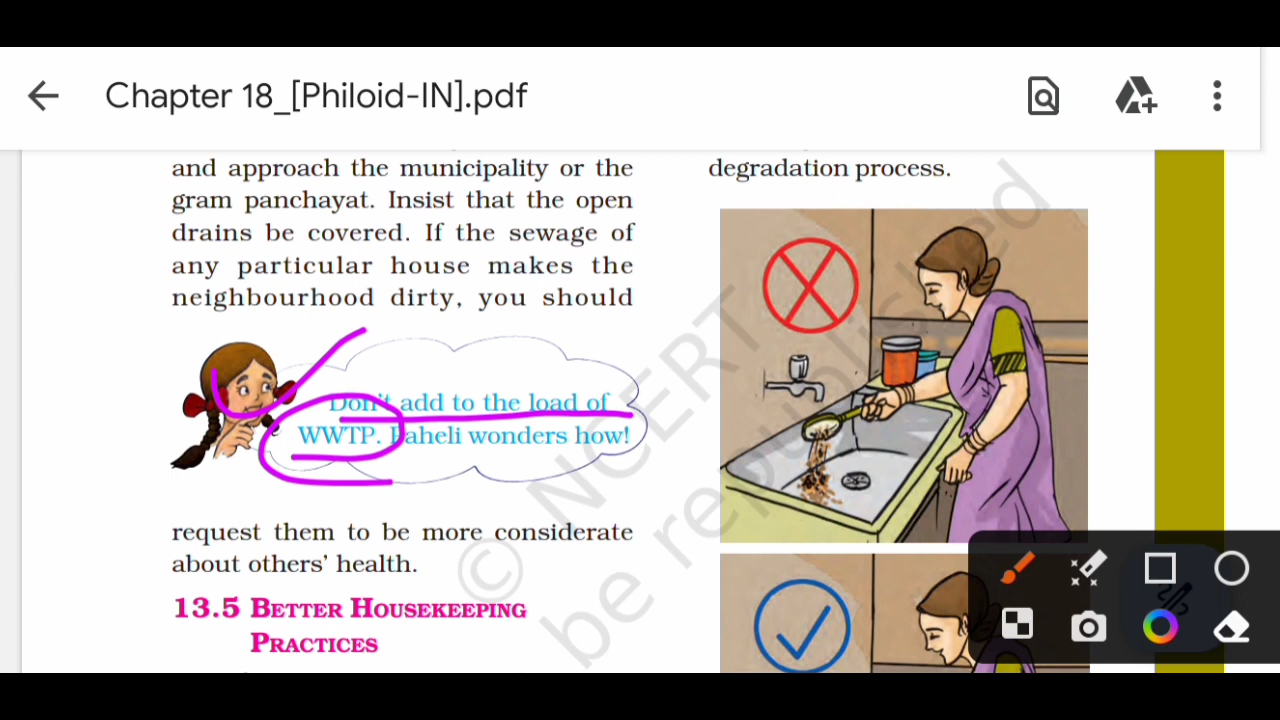 Chapter 18_[Philoid-IN].pdf
and approach the municipality or the
gram panchayat. Insist that the open
drains be covered. If the sewage of
any particular house makes the
neighbourhood dirty, you should
Don't add to the load of
WWTP. Paheli wonders how!
request them to be more considerate
about others' health.
13.5 BETTER HOUSEKEEPING
PRACTICES
degradation process.
© NCERT
be republished